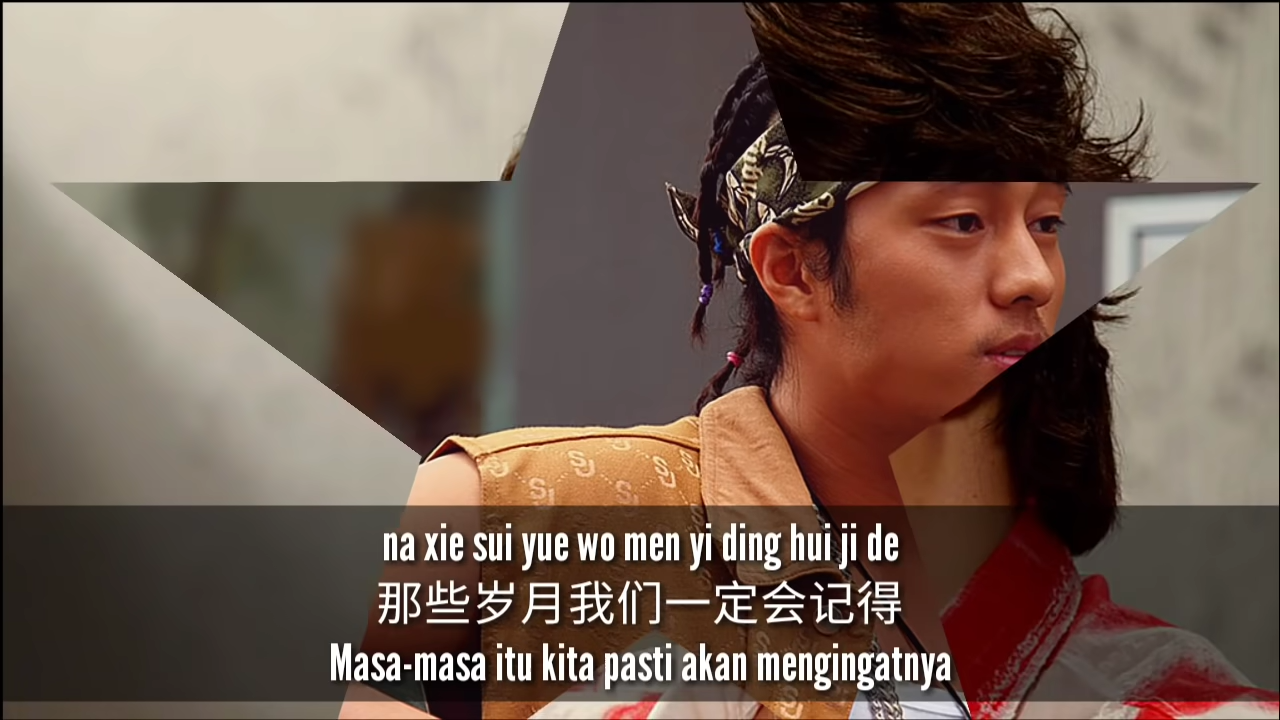 na xie sui yue wo men yi ding hui ji de
那些岁月我们一定会记得
Masa-masa itu kita pasti akan mengingatnya